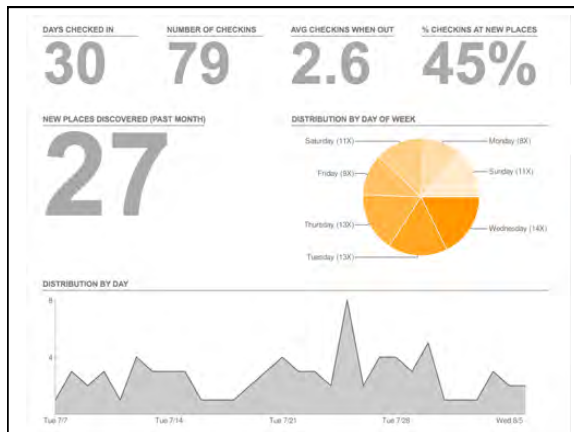 DAYS CHECKED IN
30
NUMBER OF CHECKINS
79
AVG CHECKINS WHEN OUT
2.6
% CHECKINS AT NEW PLACES
45%
NEW PLACES DISCOVERED (PAST MONTH)
27
DISTRIBUTION BY DAY OF WEEK
Saturday (11X)
Monday (8X)
Friday (9X)
Sunday (11X)
Thursday (13X)
Wednesday (14X)
Tuesday (13X)
DISTRIBUTION BY DAY
8
4
Tue 7/7
Tue 7/14
Tue 7/21
Tue 7/28
Wed 8/5